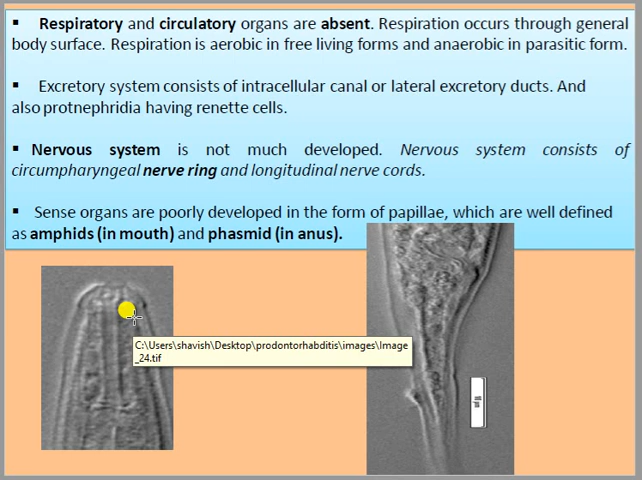 ▪ Respiratory and circulatory organs are absent. Respiration occurs through general
body surface. Respiration is aerobic in free living forms and anaerobic in parasitic form.
▪ Excretory system consists of intracellular canal or lateral excretory ducts. And
also protnephridia having renette cells.
▪ Nervous system is not much developed. Nervous system consists of
circumpharyngeal nerve ring and longitudinal nerve cords.
▪ Sense organs are poorly developed in the form of papillae, which are well defined
as amphids (in mouth) and phasmid (in anus).
C:\Users\shavish\Desktop\prodontorhabditis\images\Image
_24.tif